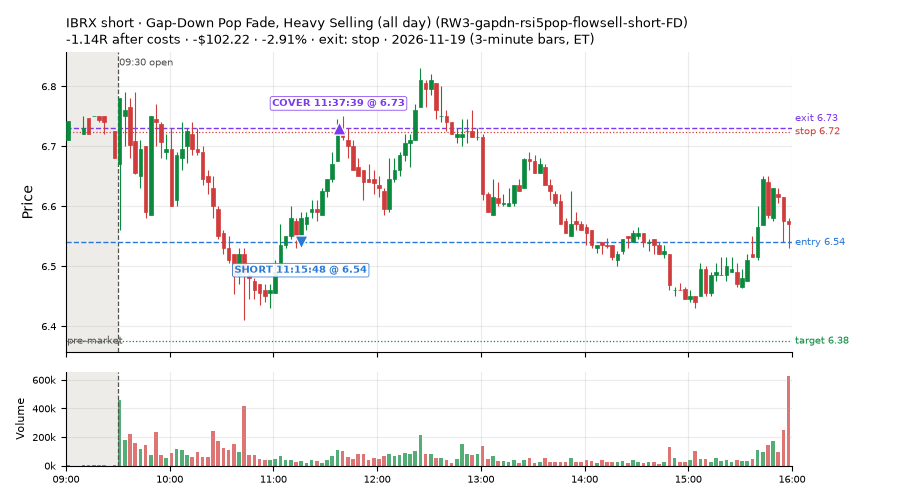 IBRX short · Gap-Down Pop Fade, Heavy Selling (all day) (RW3-gapdn-rsi5pop-flowsell-short-FD)
-1.14R after costs · -$102.22 · -2.91% · exit: stop · 2026-11-19 (3-minute bars, ET)
09:30 open
COVER 11:37:39 @ 6.73
exit 6.73
stop 6.72
entry 6.54
SHORT 11:15:48 @ 6.54
pre-market
target 6.38
Price
6.8
6.7
6.6
6.5
6.4
Volume
600k
400k
200k
0k
09:00
10:00
11:00
12:00
13:00
14:00
15:00
16:00